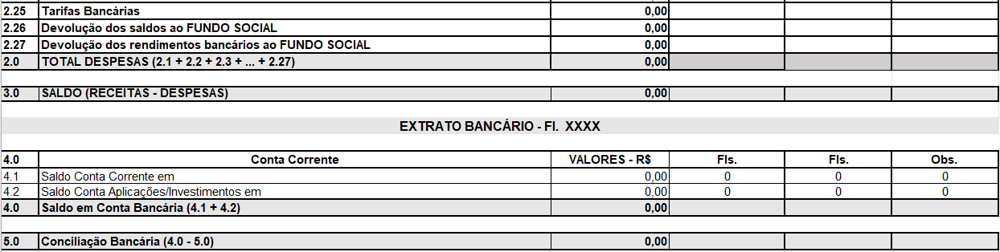 2.25 Tarifas Bancárias 0,00
2.26 Devolução dos saldos ao FUNDO SOCIAL 0,00
2.27 Devolução dos rendimentos bancários ao FUNDO SOCIAL 0,00
2.0 TOTAL DESPESAS (2.1 + 2.2 + 2.3 + ... + 2.27) 0,00
3.0 SALDO (RECEITAS - DESPESAS) 0,00
EXTRATO BANCÁRIO - Fl. XXXX
4.0 Conta Corrente VALORES - R$ Fls. Fls. Obs.
4.1 Saldo Conta Corrente em 0,00 0 0 0
4.2 Saldo Conta Aplicações/Investimentos em 0,00 0 0 0
4.0 Saldo em Conta Bancária (4.1 + 4.2) 0,00
5.0 Conciliação Bancária (4.0 - 5.0) 0,00